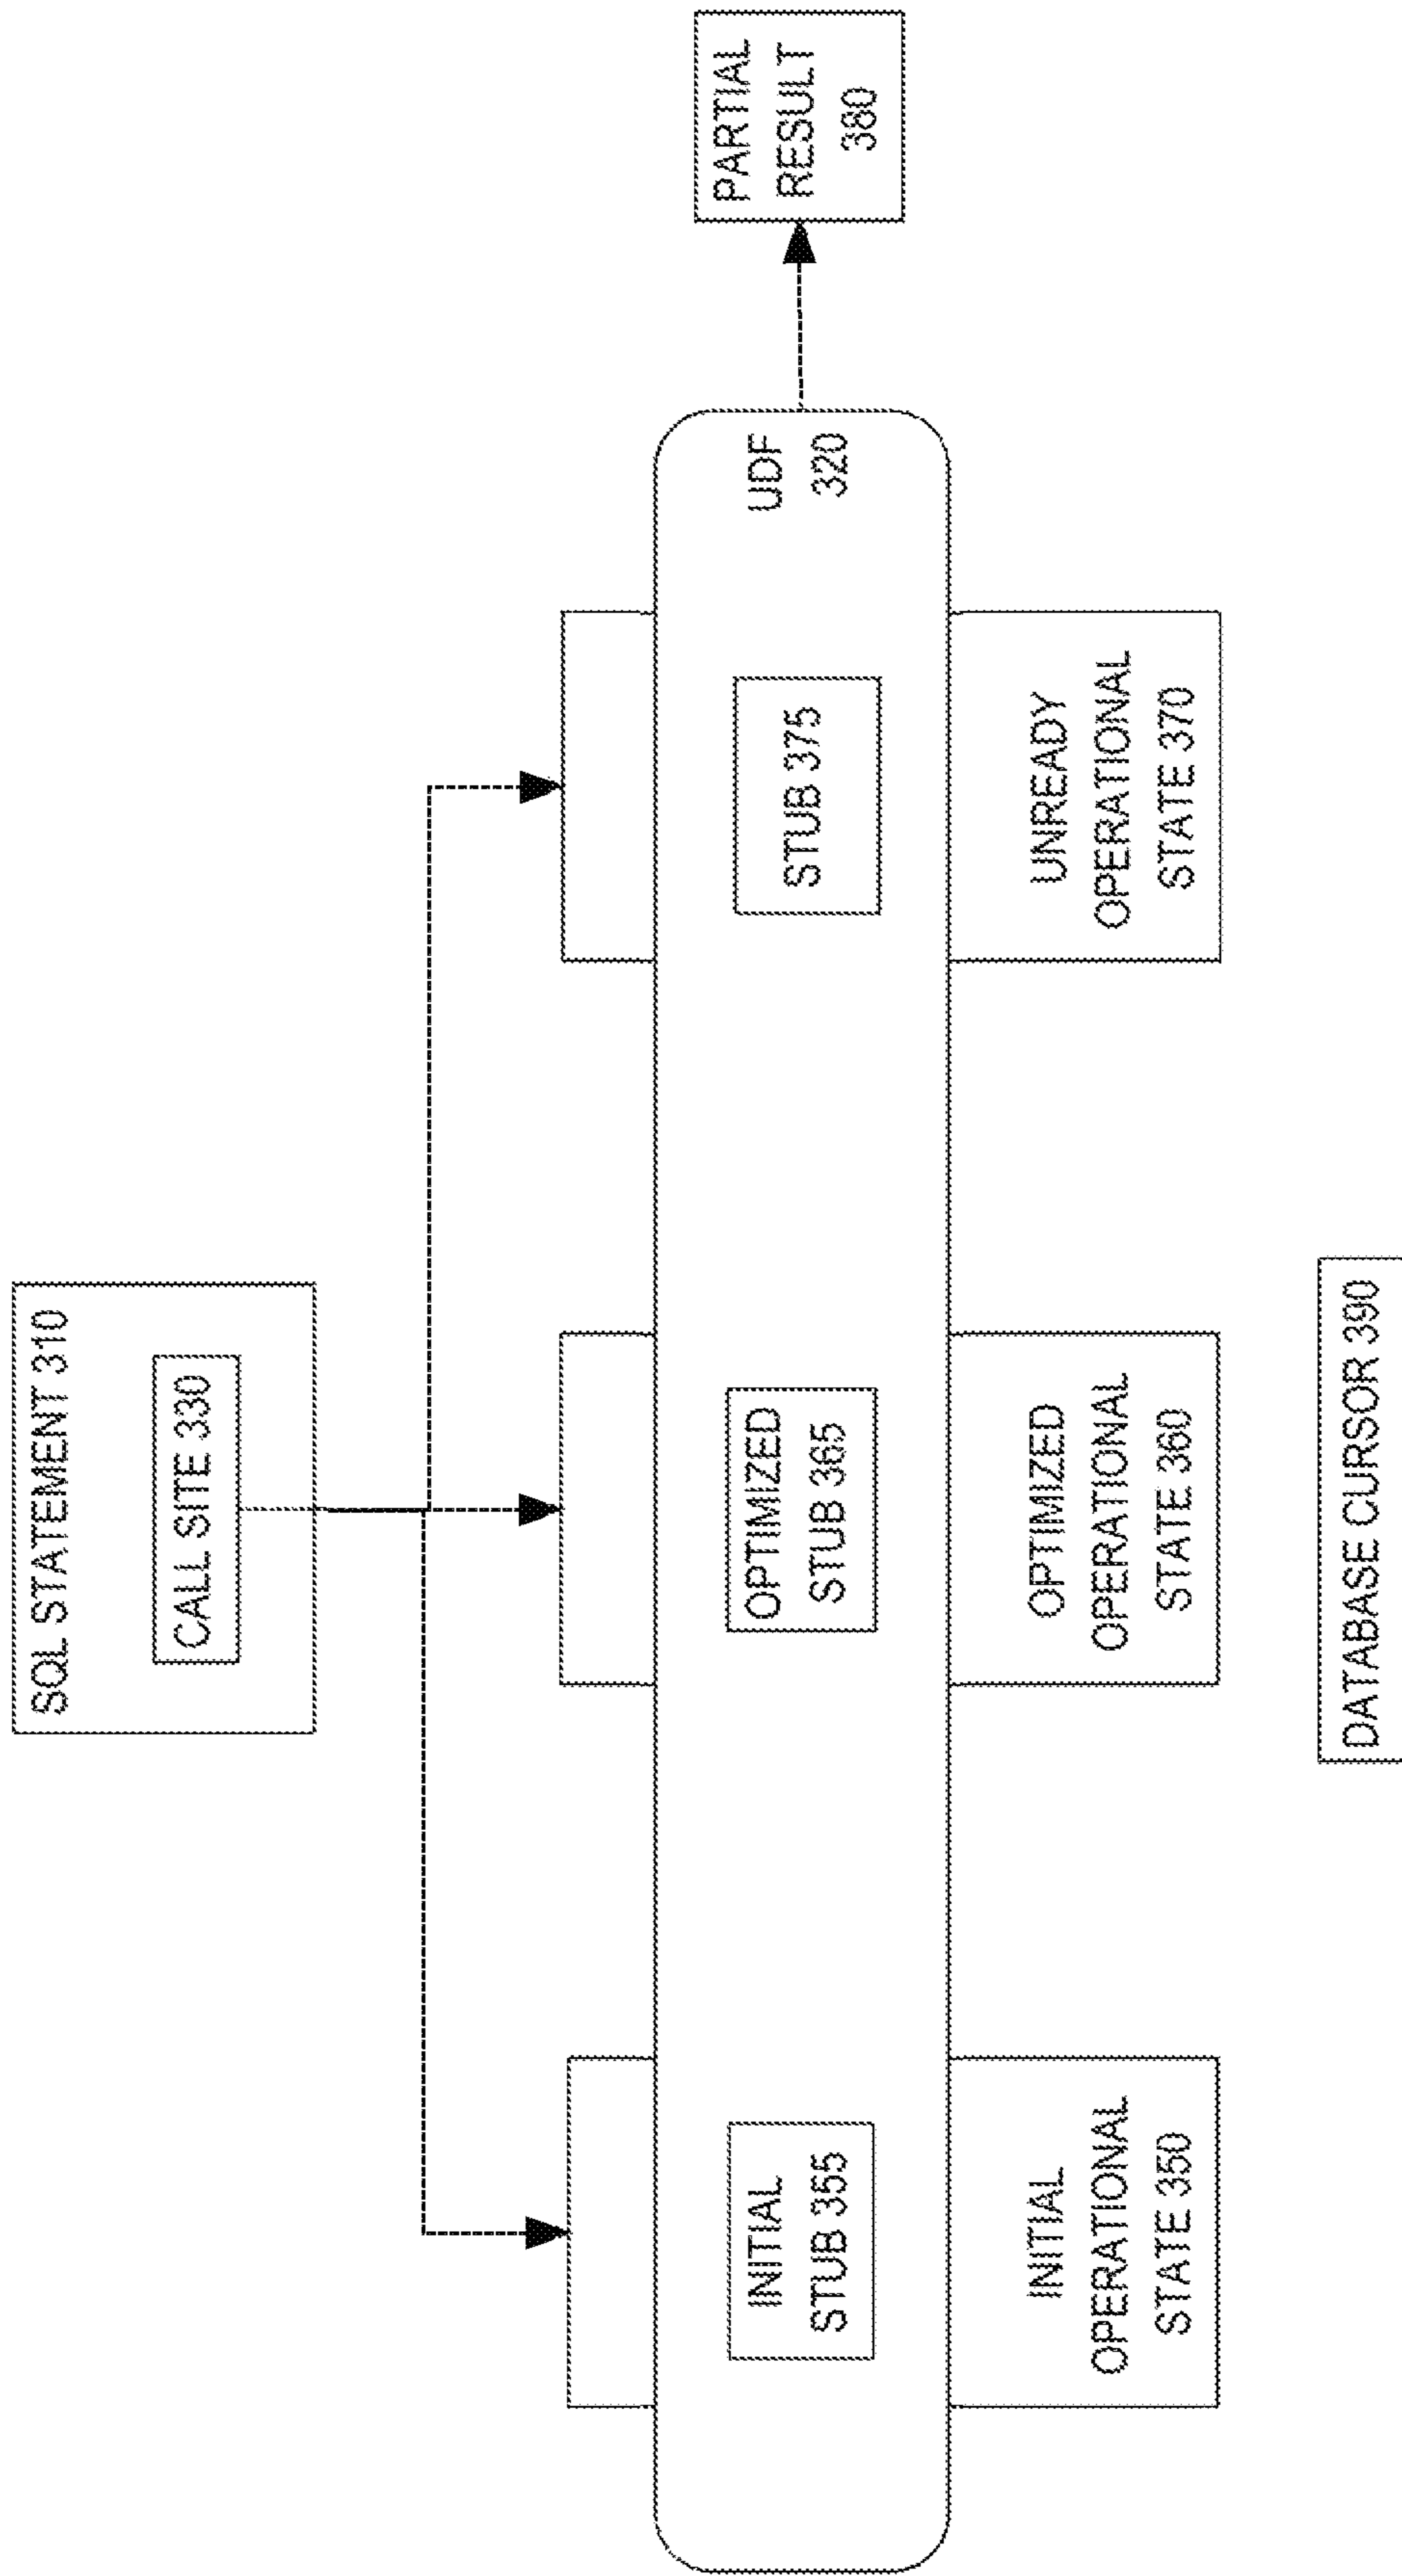 SQL STATEMENT 310
CALL SITE 330
INITIAL
STUB 355
OPTIMIZED
STUB 365
STUB 375
UDF
320
PARTIAL
RESULT
380
INITIAL
OPERATIONAL
STATE 350
OPTIMIZED
OPERATIONAL
STATE 360
UNREADY
OPERATIONAL
STATE 370
DATABASE CURSOR 390